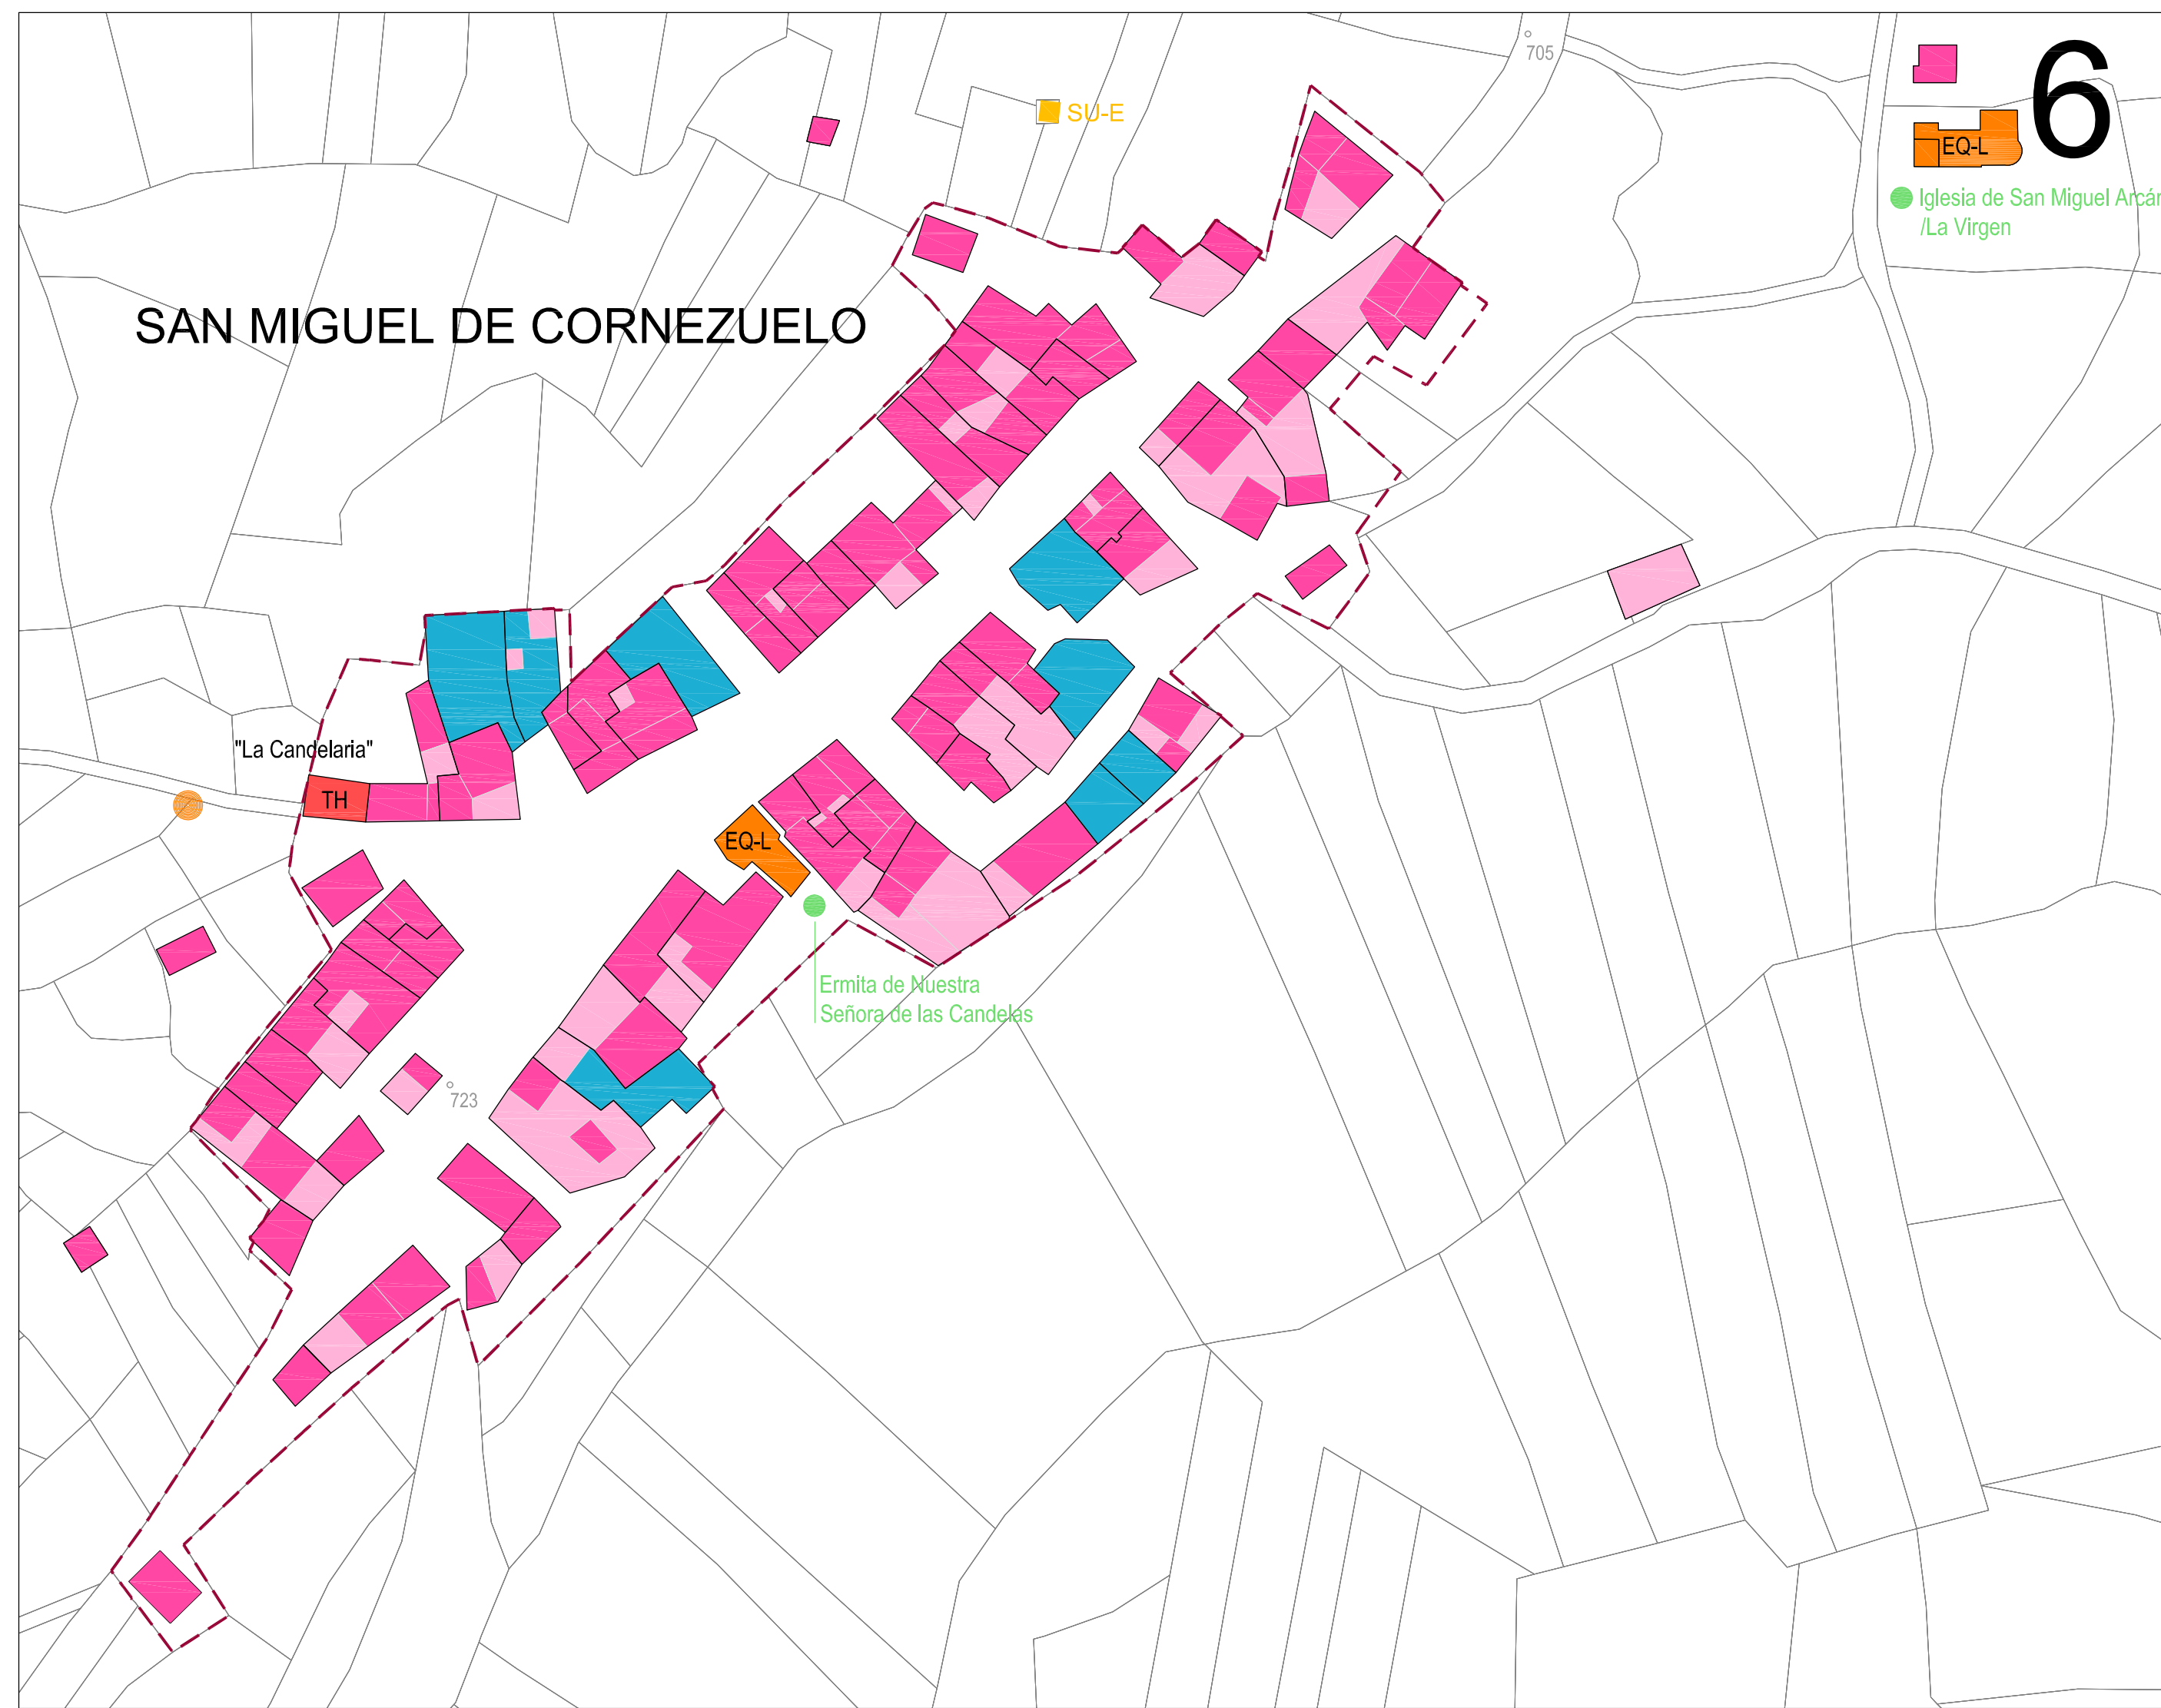 705
6
SU-E
EQ-L
Iglesia de San Miguel Arcán
/La Virgen
SAN MIGUEL DE CORNEZUELO
"La Candelaria"
TH
EQ-L
Ermita de Nuestra
Señora de las Candelas
723